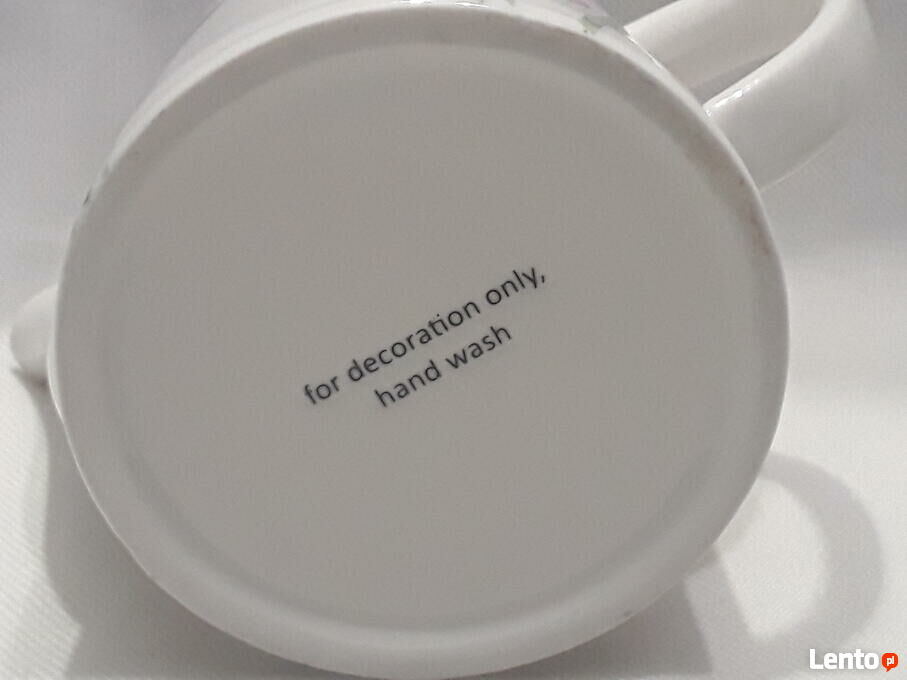 for decoration only,
hand wash
Lento pl